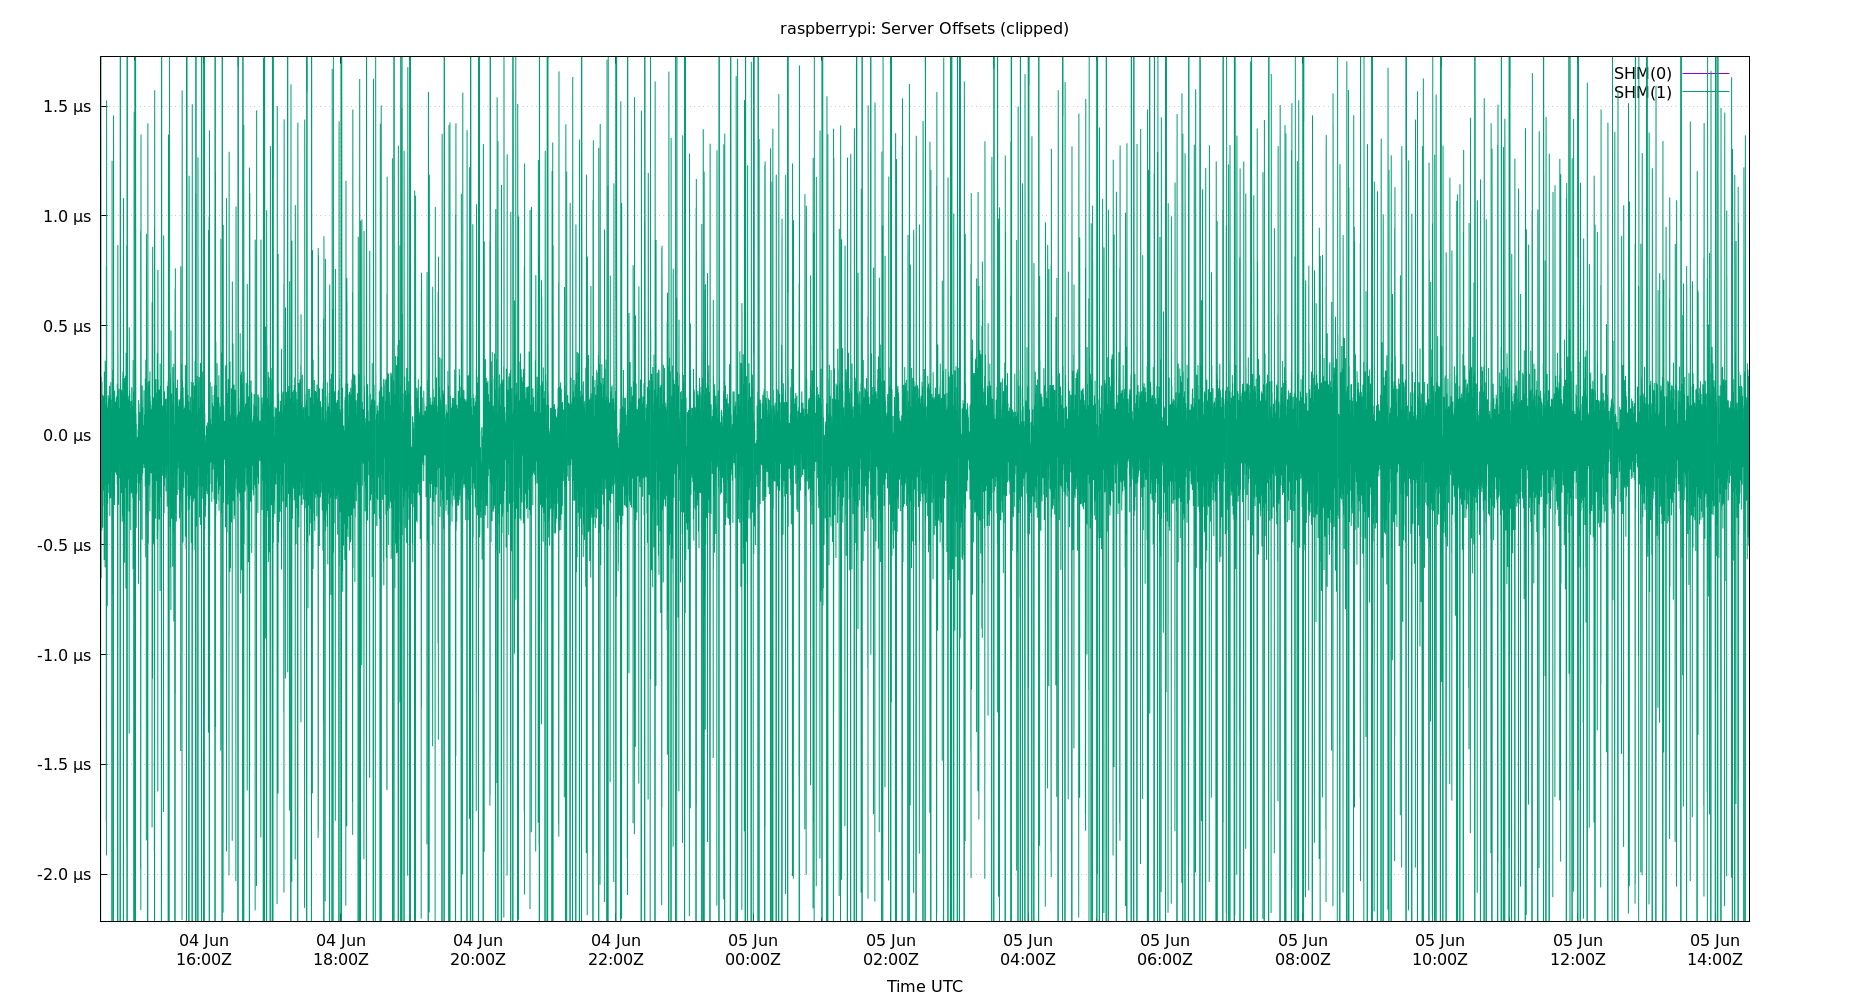 raspberrypi: Server Offsets (clipped)
SHM(0)
SHM(1)
1.5 µs
1.0 µs
0.5 µs
0.0 µs
-0.5 µs
-1.0 µs
-1.5 µs
-2.0 µs
04 Jun 04 Jun 04 Jun 04 Jun 05 Jun 05 Jun 05 Jun 05 Jun 05 Jun 05 Jun 05 Jun 05 Jun
16:00Z 18:00Z 20:00Z 22:00Z 00:00Z 02:00Z 04:00Z 06:00Z 08:00Z 10:00Z 12:00Z 14:00Z
Time UTC